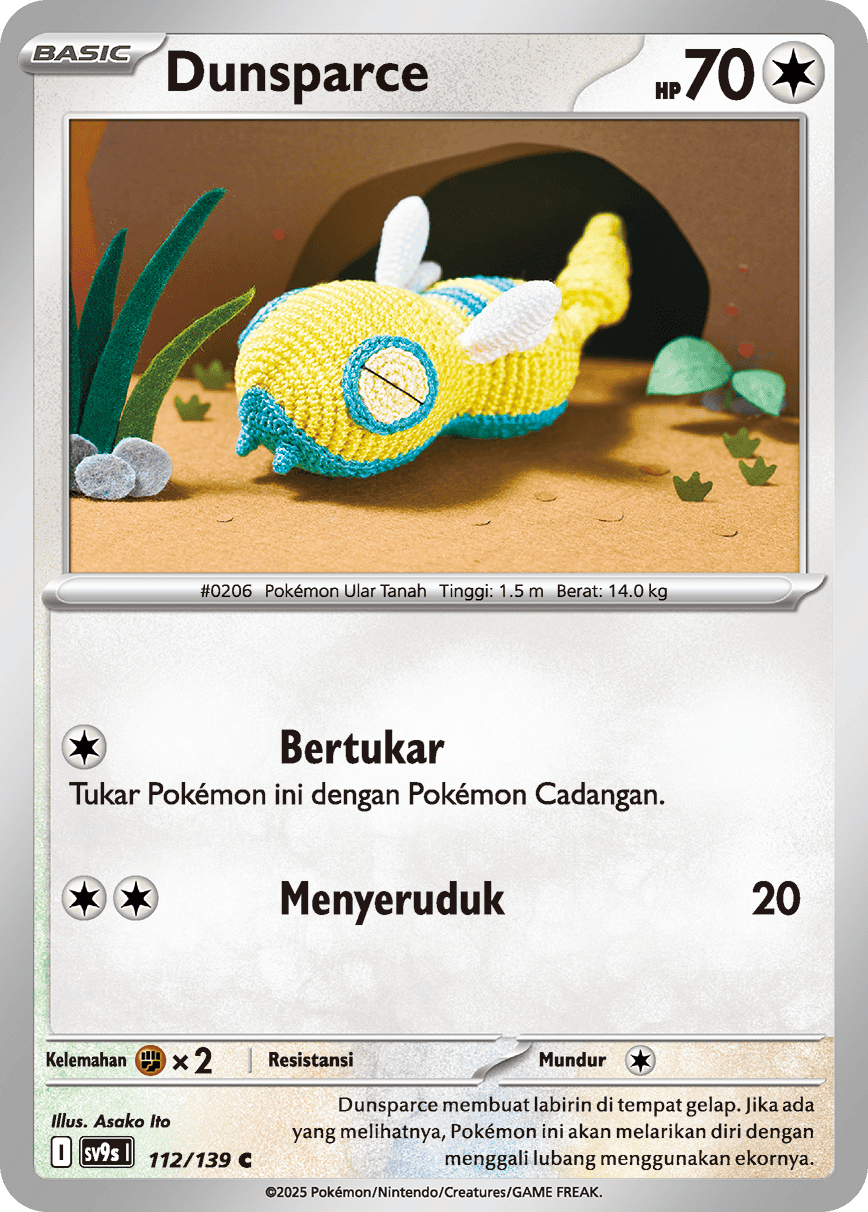 BASIC
Dunsparce
HP 70
#0206 Pokémon Ular Tanah Tinggi: 1.5 m Berat: 14.0 kg
Bertukar
Tukar Pokémon ini dengan Pokémon Cadangan.
Menyeruduk 20
Kelemahan ×2 Resistansi Mundur
Illus. Asako Ito
Dunsparce membuat labirin di tempat gelap. Jika ada
yang melihatnya, Pokémon ini akan melarikan diri dengan
menggali lubang menggunakan ekornya.
I sv9s I 112/139 C
©2025 Pokémon/Nintendo/Creatures/GAME FREAK.